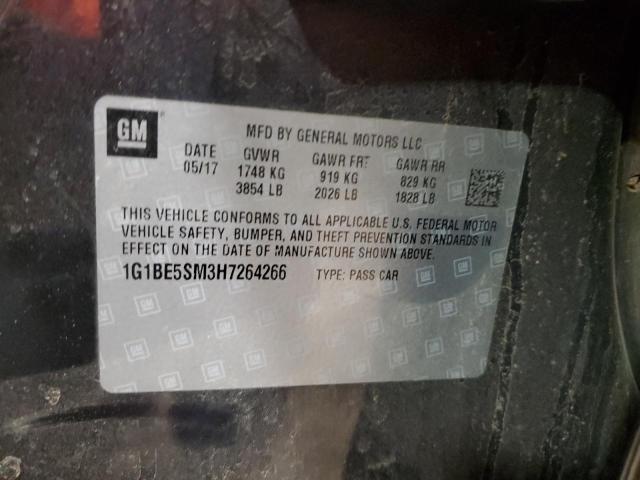 GM
MFD BY GENERAL MOTORS LLC
DATE GVWR GAWR FRT GAWR RR
05/17 1748 KG 919 KG 829 KG
3854 LB 2026 LB 1828 LB
THIS VEHICLE CONFORMS TO ALL APPLICABLE U.S. FEDERAL MOTOR
VEHICLE SAFETY, BUMPER, AND THEFT PREVENTION STANDARDS IN
EFFECT ON THE DATE OF MANUFACTURE SHOWN ABOVE.
1G1BE5SM3H7264266 TYPE: PASS CAR